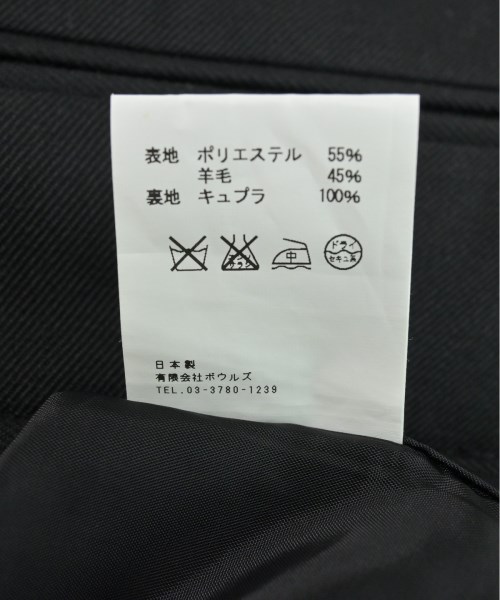 表地 ポリエステル 55%
羊毛 45%
裏地 キュプラ 100%
中
ドライ
セキユ系
日本製
有限会社ボウルズ
TEL.03-3780-1239